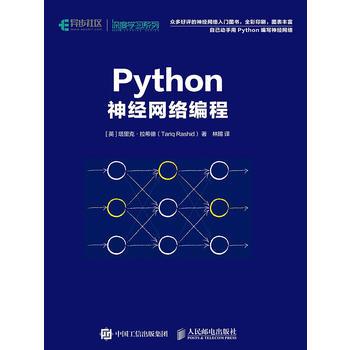 异步社区 深度学习系列
众多好评的神经网络入门图书，全彩印刷，图表丰富
自己动手用 Python 编写神经网络
Python
神经网络编程
[英] 塔里克·拉希德（Tariq Rashid）著 林赐 译
中国工信出版集团 人民邮电出版社